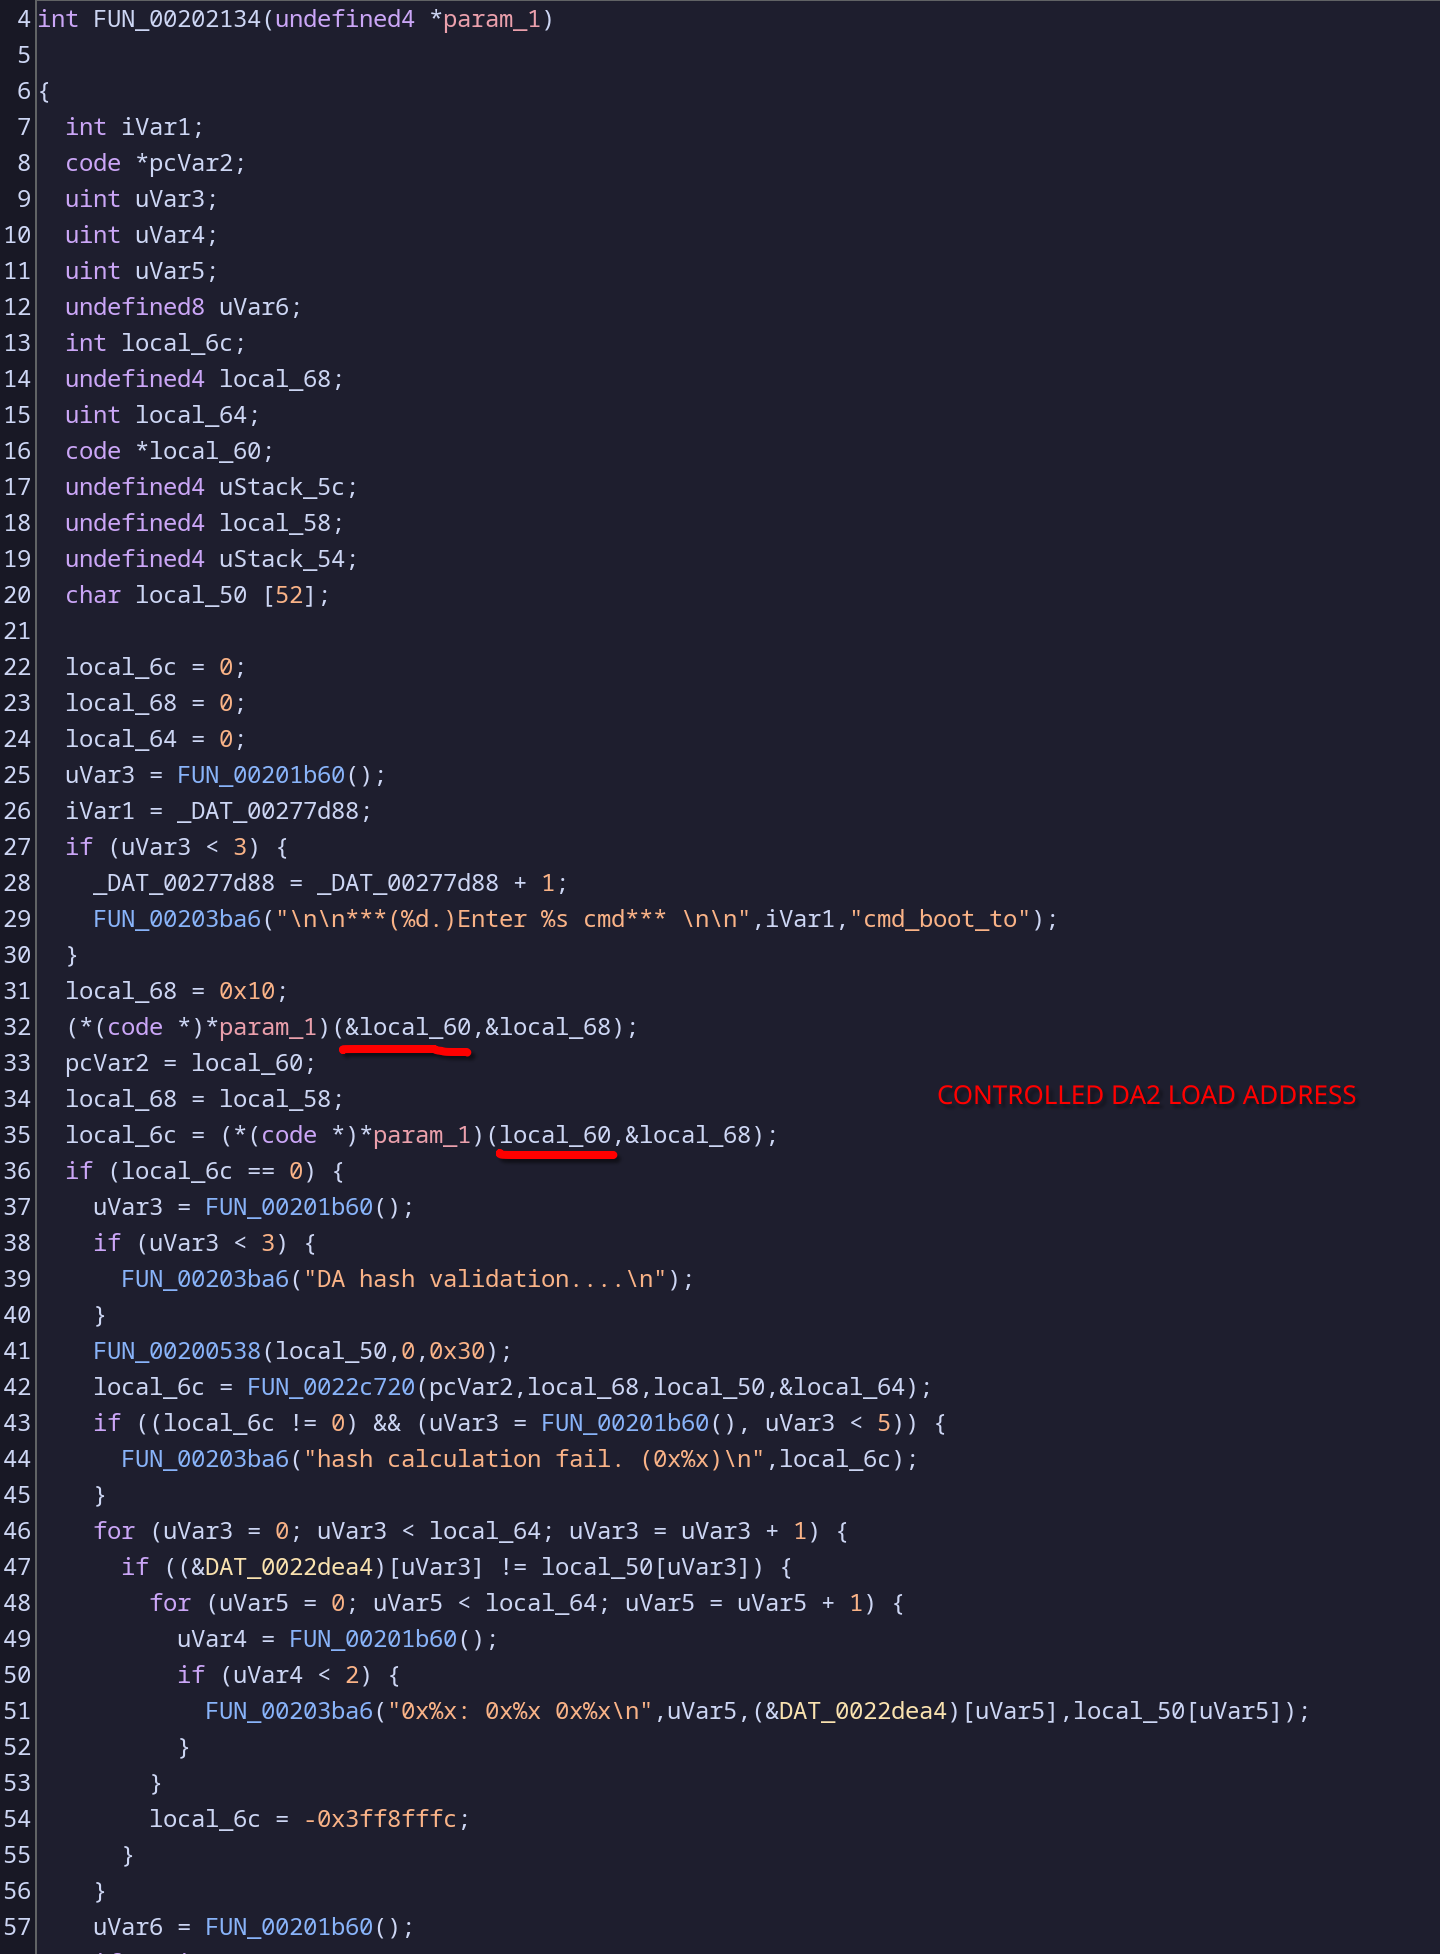 4 int FUN_00202134(undefined4 *param_1)
5
6 {
7   int iVar1;
8   code *pcVar2;
9   uint uVar3;
10   uint uVar4;
11   uint uVar5;
12   undefined8 uVar6;
13   int local_6c;
14   undefined4 local_68;
15   uint local_64;
16   code *local_60;
17   undefined4 uStack_5c;
18   undefined4 local_58;
19   undefined4 uStack_54;
20   char local_50 [52];
21
22   local_6c = 0;
23   local_68 = 0;
24   local_64 = 0;
25   uVar3 = FUN_00201b60();
26   iVar1 = _DAT_00277d88;
27   if (uVar3 < 3) {
28     _DAT_00277d88 = _DAT_00277d88 + 1;
29     FUN_00203ba6("\n\n***(%d.)Enter %s cmd*** \n\n",iVar1,"cmd_boot_to");
30   }
31   local_68 = 0x10;
32   (*(code *)*param_1)(&local_60,&local_68);
33   pcVar2 = local_60;
34   local_68 = local_58;
CONTROLLED DA2 LOAD ADDRESS
35   local_6c = (*(code *)*param_1)(local_60,&local_68);
36   if (local_6c == 0) {
37     uVar3 = FUN_00201b60();
38     if (uVar3 < 3) {
39       FUN_00203ba6("DA hash validation....\n");
40     }
41     FUN_00200538(local_50,0,0x30);
42     local_6c = FUN_0022c720(pcVar2,local_68,local_50,&local_64);
43     if ((local_6c != 0) && (uVar3 = FUN_00201b60(), uVar3 < 5)) {
44       FUN_00203ba6("hash calculation fail. (0x%x)\n",local_6c);
45     }
46     for (uVar3 = 0; uVar3 < local_64; uVar3 = uVar3 + 1) {
47       if ((&DAT_0022dea4)[uVar3] != local_50[uVar3]) {
48         for (uVar5 = 0; uVar5 < local_64; uVar5 = uVar5 + 1) {
49           uVar4 = FUN_00201b60();
50           if (uVar4 < 2) {
51             FUN_00203ba6("0x%x: 0x%x 0x%x\n",uVar5,(&DAT_0022dea4)[uVar5],local_50[uVar5]);
52           }
53         }
54         local_6c = -0x3ff8fffc;
55       }
56     }
57     uVar6 = FUN_00201b60();